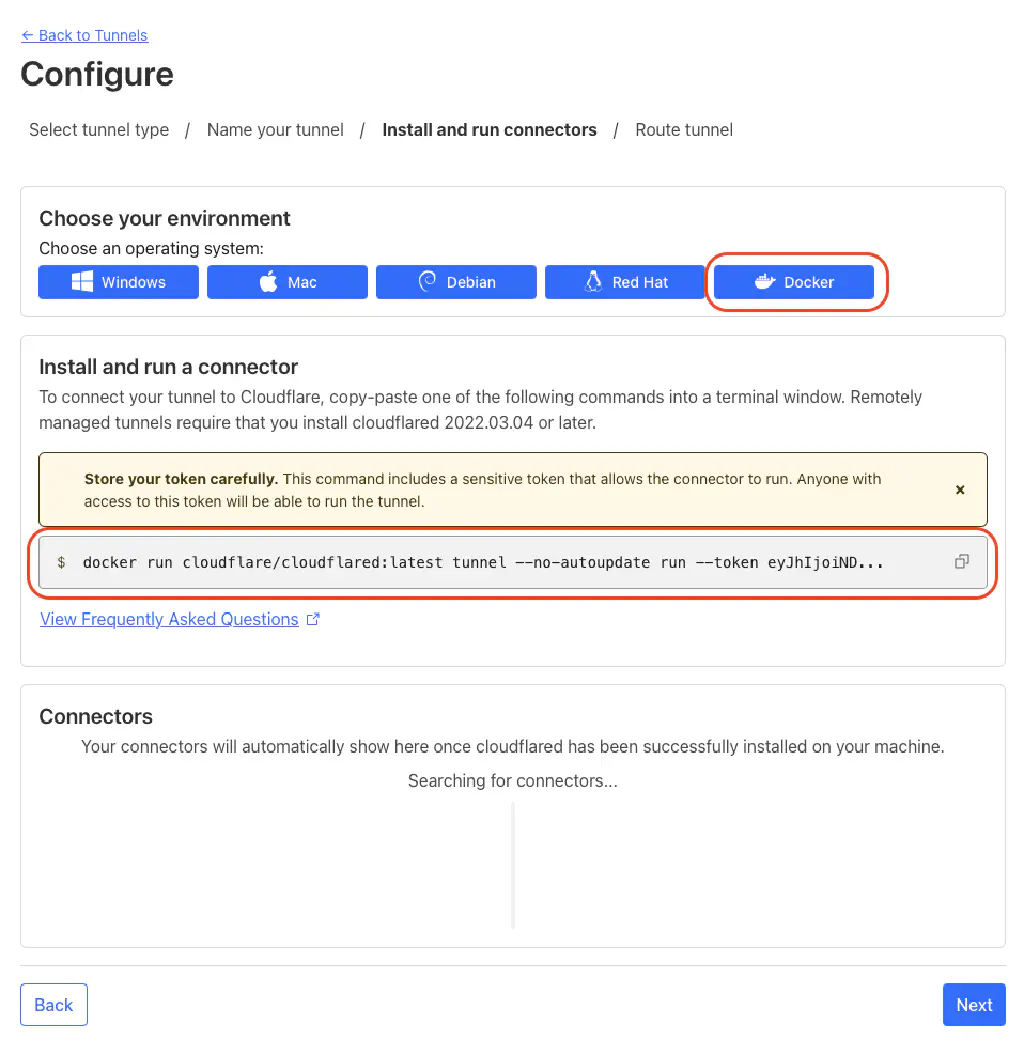 ← Back to Tunnels
Configure
Select tunnel type / Name your tunnel / Install and run connectors / Route tunnel
Choose your environment
Choose an operating system:
Windows Mac Debian Red Hat Docker
Install and run a connector
To connect your tunnel to Cloudflare, copy-paste one of the following commands into a terminal window. Remotely
managed tunnels require that you install cloudflared 2022.03.04 or later.
Store your token carefully. This command includes a sensitive token that allows the connector to run. Anyone with
access to this token will be able to run the tunnel.
$ docker run cloudflare/cloudflared:latest tunnel --no-autoupdate run --token eyJhIjoiND...
View Frequently Asked Questions
Connectors
Your connectors will automatically show here once cloudflared has been successfully installed on your machine.
Searching for connectors...
Back Next